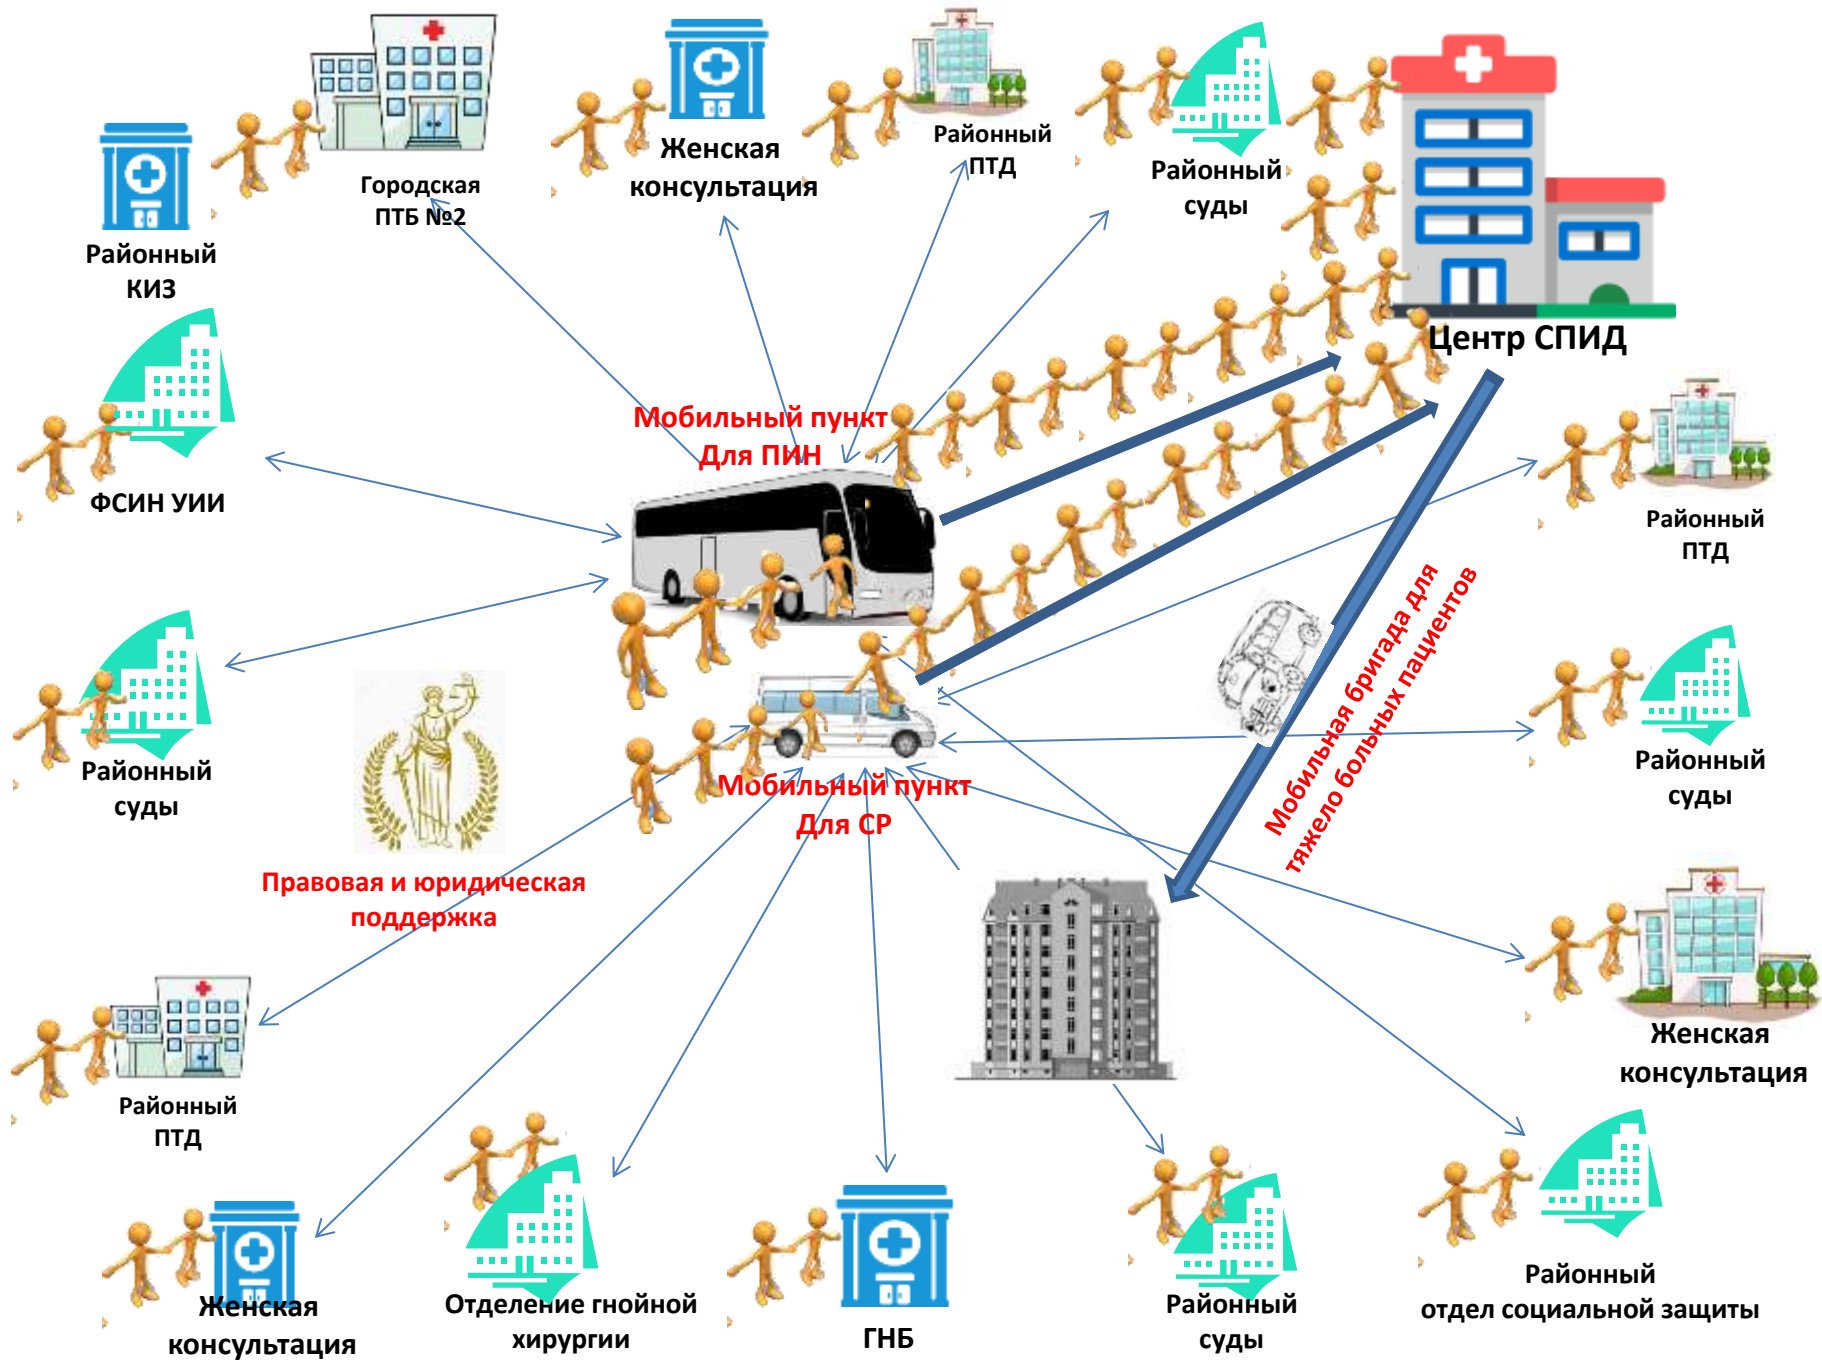 Женская
консультация
Районный
ПТД
Районный
суды
Городская
ПТБ №2
Районный
КИЗ
Центр СПИД
Мобильный пункт
Для ПИН
ФСИН УИИ
Районный
ПТД
Мобильная бригада для
тяжело больных пациентов
Районный
суды
Районный
суды
Мобильный пункт
Для СР
Правовая и юридическая
поддержка
Женская
консультация
Районный
ПТД
Районный
отдел социальной защиты
Женская
консультация
Отделение гнойной
хирургии
ГНБ
Районный
суды